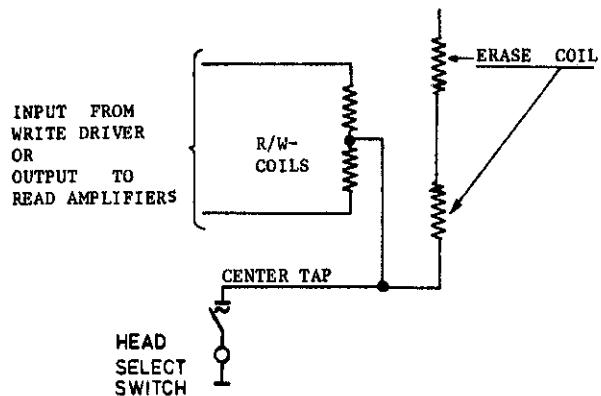 ERASE COIL
INPUT FROM
WRITE DRIVER
OR
OUTPUT TO
READ AMPLIFIERS
R/W-
COILS
CENTER TAP
HEAD
SELECT
SWITCH